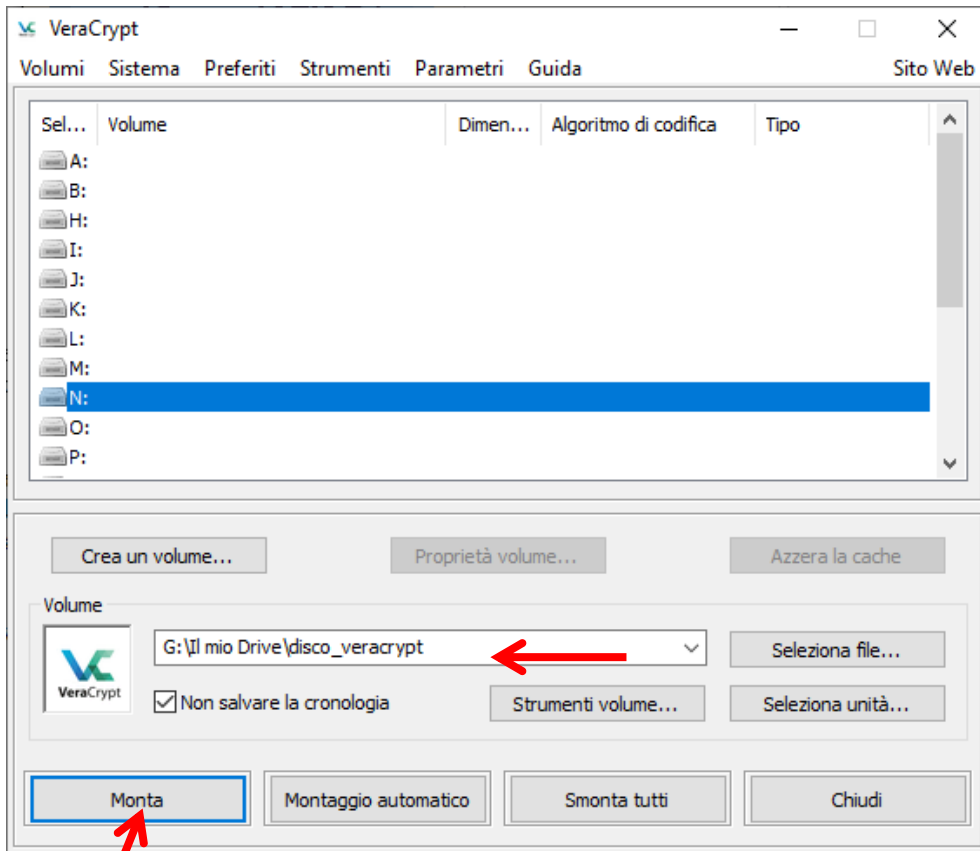 VeraCrypt
Volumi Sistema Preferiti Strumenti Parametri Guida Sito Web
Sel... Volume Dimen... Algoritmo di codifica Tipo
A:
B:
H:
I:
J:
K:
L:
M:
N:
O:
P:
Crea un volume... Proprietà volume... Azzera la cache
Volume
G:\Il mio Drive\disco_veracrypt Seleziona file...
VeraCrypt
Non salvare la cronologia Strumenti volume... Seleziona unità...
Monta Montaggio automatico Smonta tutti Chiudi